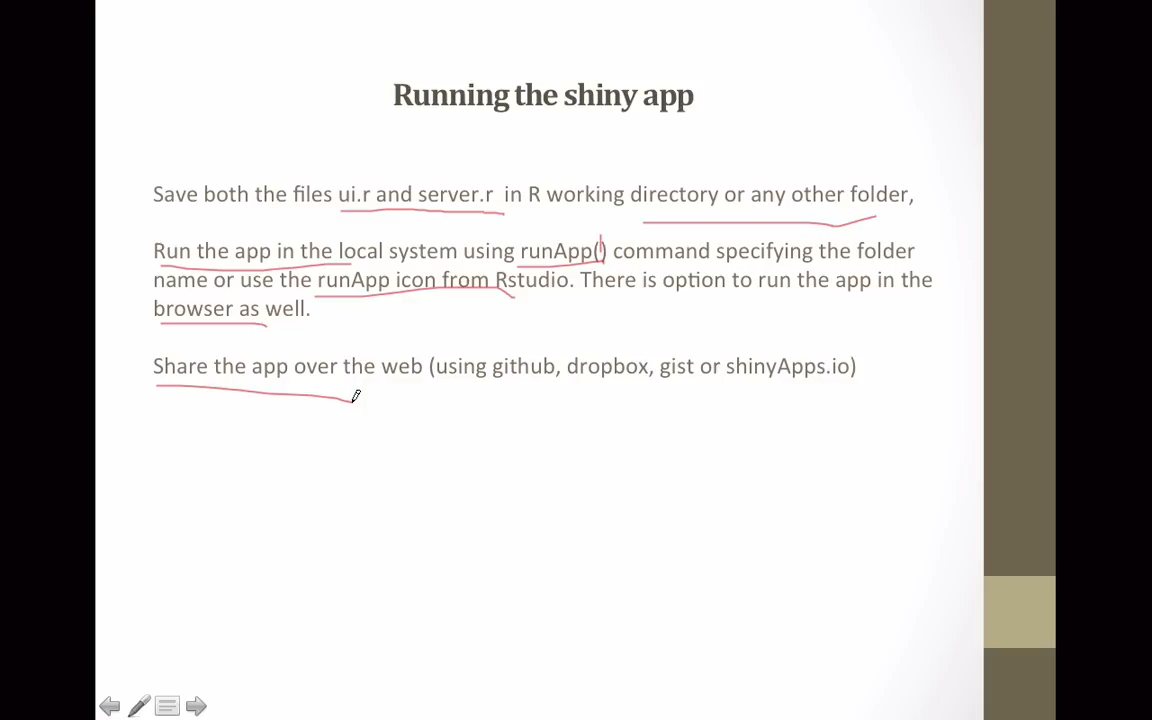 Running the shiny app
Save both the files ui.r and server.r in R working directory or any other folder,
Run the app in the local system using runApp() command specifying the folder
name or use the runApp icon from Rstudio. There is option to run the app in the
browser as well.
Share the app over the web (using github, dropbox, gist or shinyApps.io)